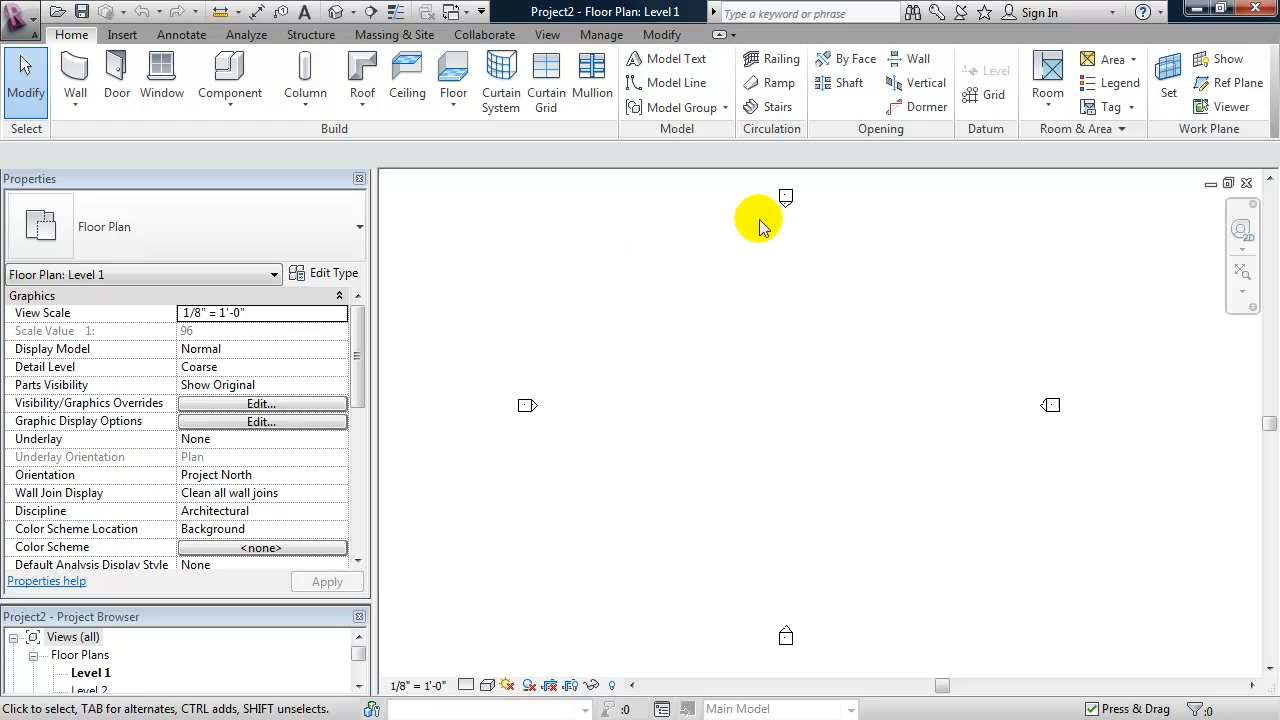 Project2 - Floor Plan: Level 1
Type a keyword or phrase
Sign In
Home Insert Annotate Analyze Structure Massing & Site Collaborate View Manage Modify
Modify
Wall
Door
Window
Component
Column
Roof
Ceiling
Floor
Curtain System
Curtain Grid
Mullion
Model Text
Model Line
Model Group
Railing
Ramp
Stairs
By Face
Shaft
Wall
Vertical
Dormer
Level
Grid
Room
Area
Legend
Tag
Set
Show
Ref Plane
Viewer
Select Build Model Circulation Opening Datum Room & Area Work Plane
Properties
Floor Plan
Floor Plan: Level 1 Edit Type
Graphics
View Scale 1/8" = 1'-0"
Scale Value 1: 96
Display Model Normal
Detail Level Coarse
Parts Visibility Show Original
Visibility/Graphics Overrides Edit...
Graphic Display Options Edit...
Underlay None
Underlay Orientation Plan
Orientation Project North
Wall Join Display Clean all wall joins
Discipline Architectural
Color Scheme Location Background
Color Scheme <none>
Default Analysis Display Style None
Properties help Apply
Project2 - Project Browser
Views (all)
Floor Plans
Level 1
Level 2
2D
1/8" = 1'-0"
Click to select, TAB for alternates, CTRL adds, SHIFT unselects. :0 Main Model Press & Drag :0